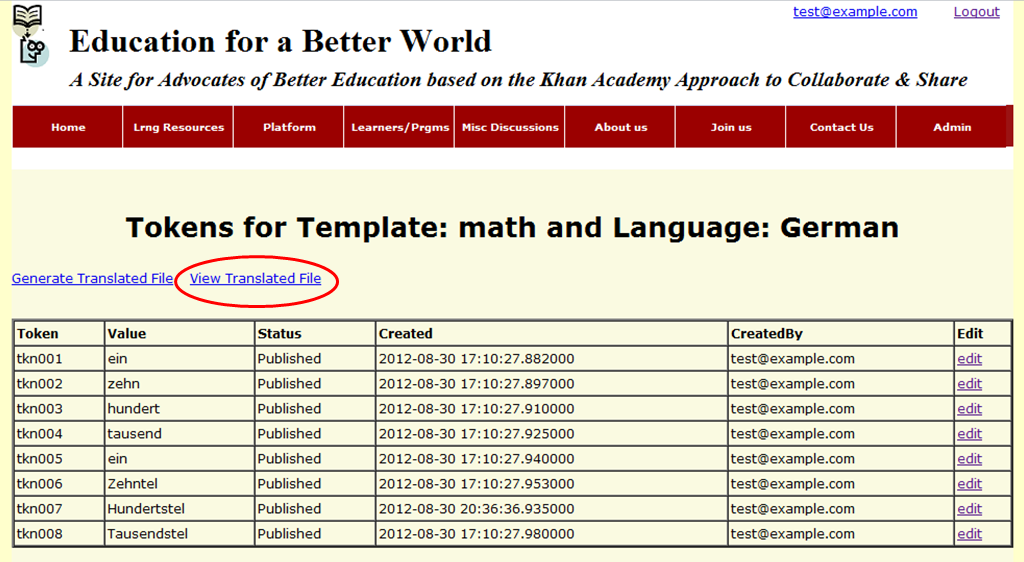 test@example.com Logout
Education for a Better World
A Site for Advocates of Better Education based on the Khan Academy Approach to Collaborate & Share
Home Lrng Resources Platform Learners/Prgms Misc Discussions About us Join us Contact Us Admin
Tokens for Template: math and Language: German
Generate Translated File View Translated File
Token Value Status Created CreatedBy Edit
tkn001 ein Published 2012-08-30 17:10:27.882000 test@example.com edit
tkn002 zehn Published 2012-08-30 17:10:27.897000 test@example.com edit
tkn003 hundert Published 2012-08-30 17:10:27.910000 test@example.com edit
tkn004 tausend Published 2012-08-30 17:10:27.925000 test@example.com edit
tkn005 ein Published 2012-08-30 17:10:27.940000 test@example.com edit
tkn006 Zehntel Published 2012-08-30 17:10:27.953000 test@example.com edit
tkn007 Hundertstel Published 2012-08-30 20:36:36.935000 test@example.com edit
tkn008 Tausendstel Published 2012-08-30 17:10:27.980000 test@example.com edit